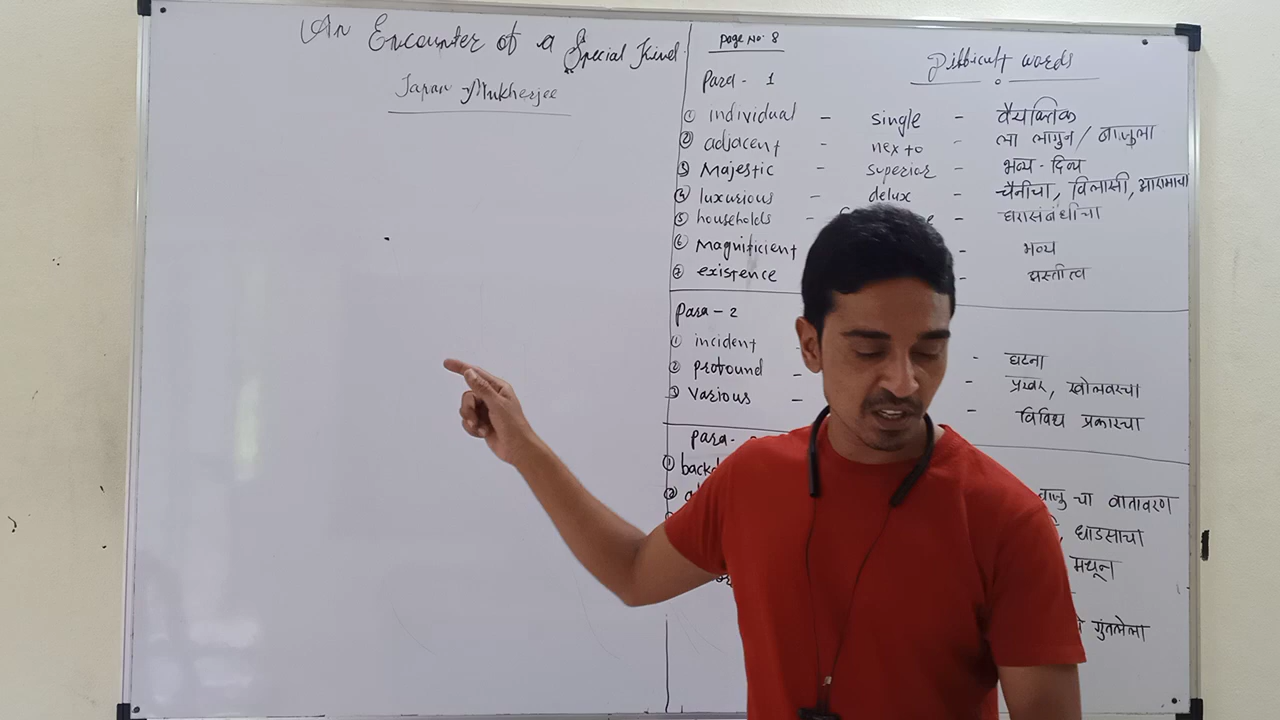 An Encounter of a Special Kind
Japan Mukherjee
Page No: 8
Difficult words
Para - 1
① individual - single - वैयक्तिक
② adjacent - next to - ला लागुन / बाजुला
③ Majestic - superior - भव्य - दिव्य
④ luxurious - delux - चैनीचा, विलासी, आरामाचा
⑤ households - - घरासंबंधीचा
⑥ Magnificient - भव्य
⑦ existence - अस्तीत्व
Para - 2
① incident - घटना
② profound - - प्रखर, खोलवरचा
③ various - - विविध प्रकारचा
Para-
① back
② चा वातावरण
धाडसाचा
मधून
गुंतलेला